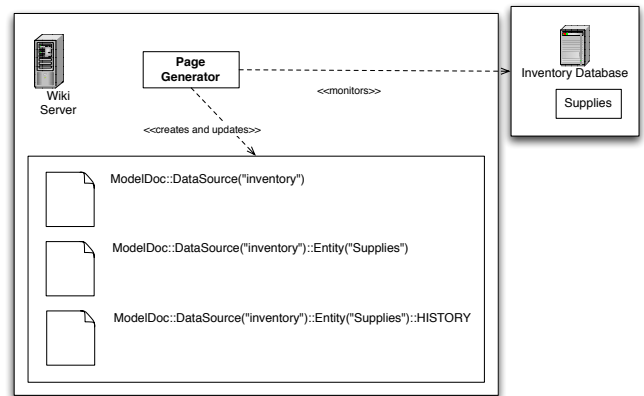 Wiki
Server
Page
Generator
<<monitors>>
Inventory Database
Supplies
<<creates and updates>>
ModelDoc::DataSource("inventory")
ModelDoc::DataSource("inventory")::Entity("Supplies")
ModelDoc::DataSource("inventory")::Entity("Supplies")::HISTORY